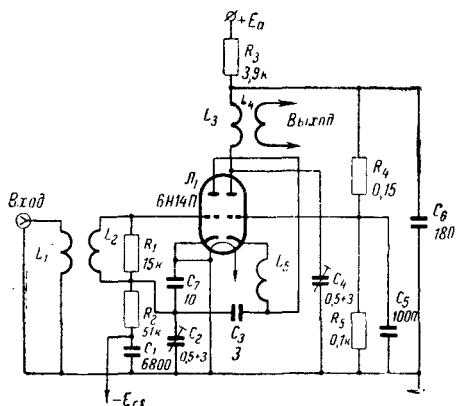 +Eа
R3
3,9к
L3
L4
Выход
Л1
6Н14П
R4
0,15
C6
180
Вход
L1
L2
R1
15к
L5
C4
0,5÷3
C7
10
R2
51к
C2
0,5÷3
C3
3
R5
0,1к
C5
100П
C1
6800
−Eсв